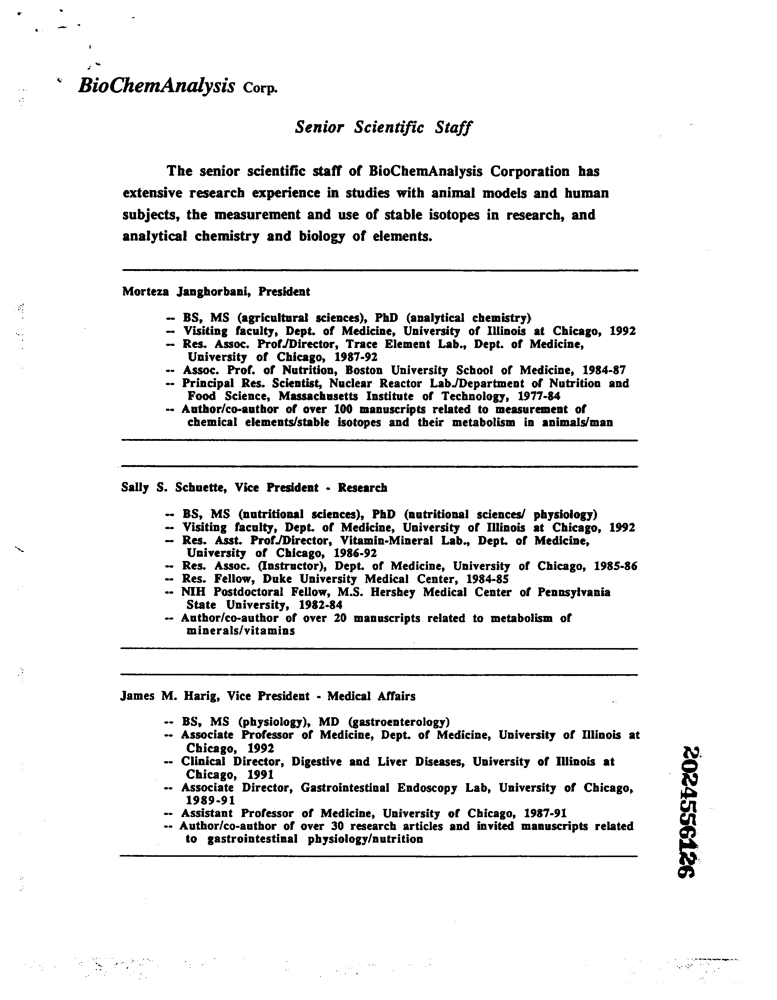 BioChemAnalysis Corp.
Senior Scientific Staff
The senior scientific staff of BioChemAnalysis Corporation has
extensive research experience in studies with animal models and human
subjects, the measurement and use of stable isotopes in research, and
analytical chemistry and biology of elements.
Morteza Janghorbani, President
-- BS, MS (agricultural sciences), PhD (analytical chemistry)
-- Visiting faculty, Dept. of Medicine, University of Illinois at Chicago, 1992
-- Res. Assoc. Prof./Director, Trace Element Lab., Dept. of Medicine,
University of Chicago, 1987-92
-- Assoc. Prof. of Nutrition, Boston University School of Medicine, 1984-87
-- Principal Res. Scientist, Nuclear Reactor Lab./Department of Nutrition and
Food Science, Massachusetts Institute of Technology, 1977-84
-- Author/co-author of over 100 manuscripts related to measurement of
chemical elements/stable isotopes and their metabolism in animals/man
Sally S. Schuette, Vice President - Research
-- BS, MS (nutritional sciences), PhD (nutritional sciences/ physiology)
-- Visiting faculty, Dept. of Medicine, University of Illinois at Chicago, 1992
-- Res. Asst. Prof./Director, Vitamin-Mineral Lab., Dept. of Medicine,
University of Chicago, 1986-92
-- Res. Assoc. (Instructor), Dept. of Medicine, University of Chicago, 1985-86
-- Res. Fellow, Duke University Medical Center, 1984-85
-- NIH Postdoctoral Fellow, M.S. Hershey Medical Center of Pennsylvania
State University, 1982-84
-- Author/co-author of over 20 manuscripts related to metabolism of
minerals/vitamins
James M. Harig, Vice President - Medical Affairs
-- BS, MS (physiology), MD (gastroenterology)
-- Associate Professor of Medicine, Dept. of Medicine, University of Illinois at
Chicago, 1992
-- Clinical Director, Digestive and Liver Diseases, University of Illinois at
Chicago, 1991
-- Associate Director, Gastrointestinal Endoscopy Lab, University of Chicago,
1989-91
-- Assistant Professor of Medicine, University of Chicago, 1987-91
-- Author/co-author of over 30 research articles and invited manuscripts related
to gastrointestinal physiology/nutrition
2024556126